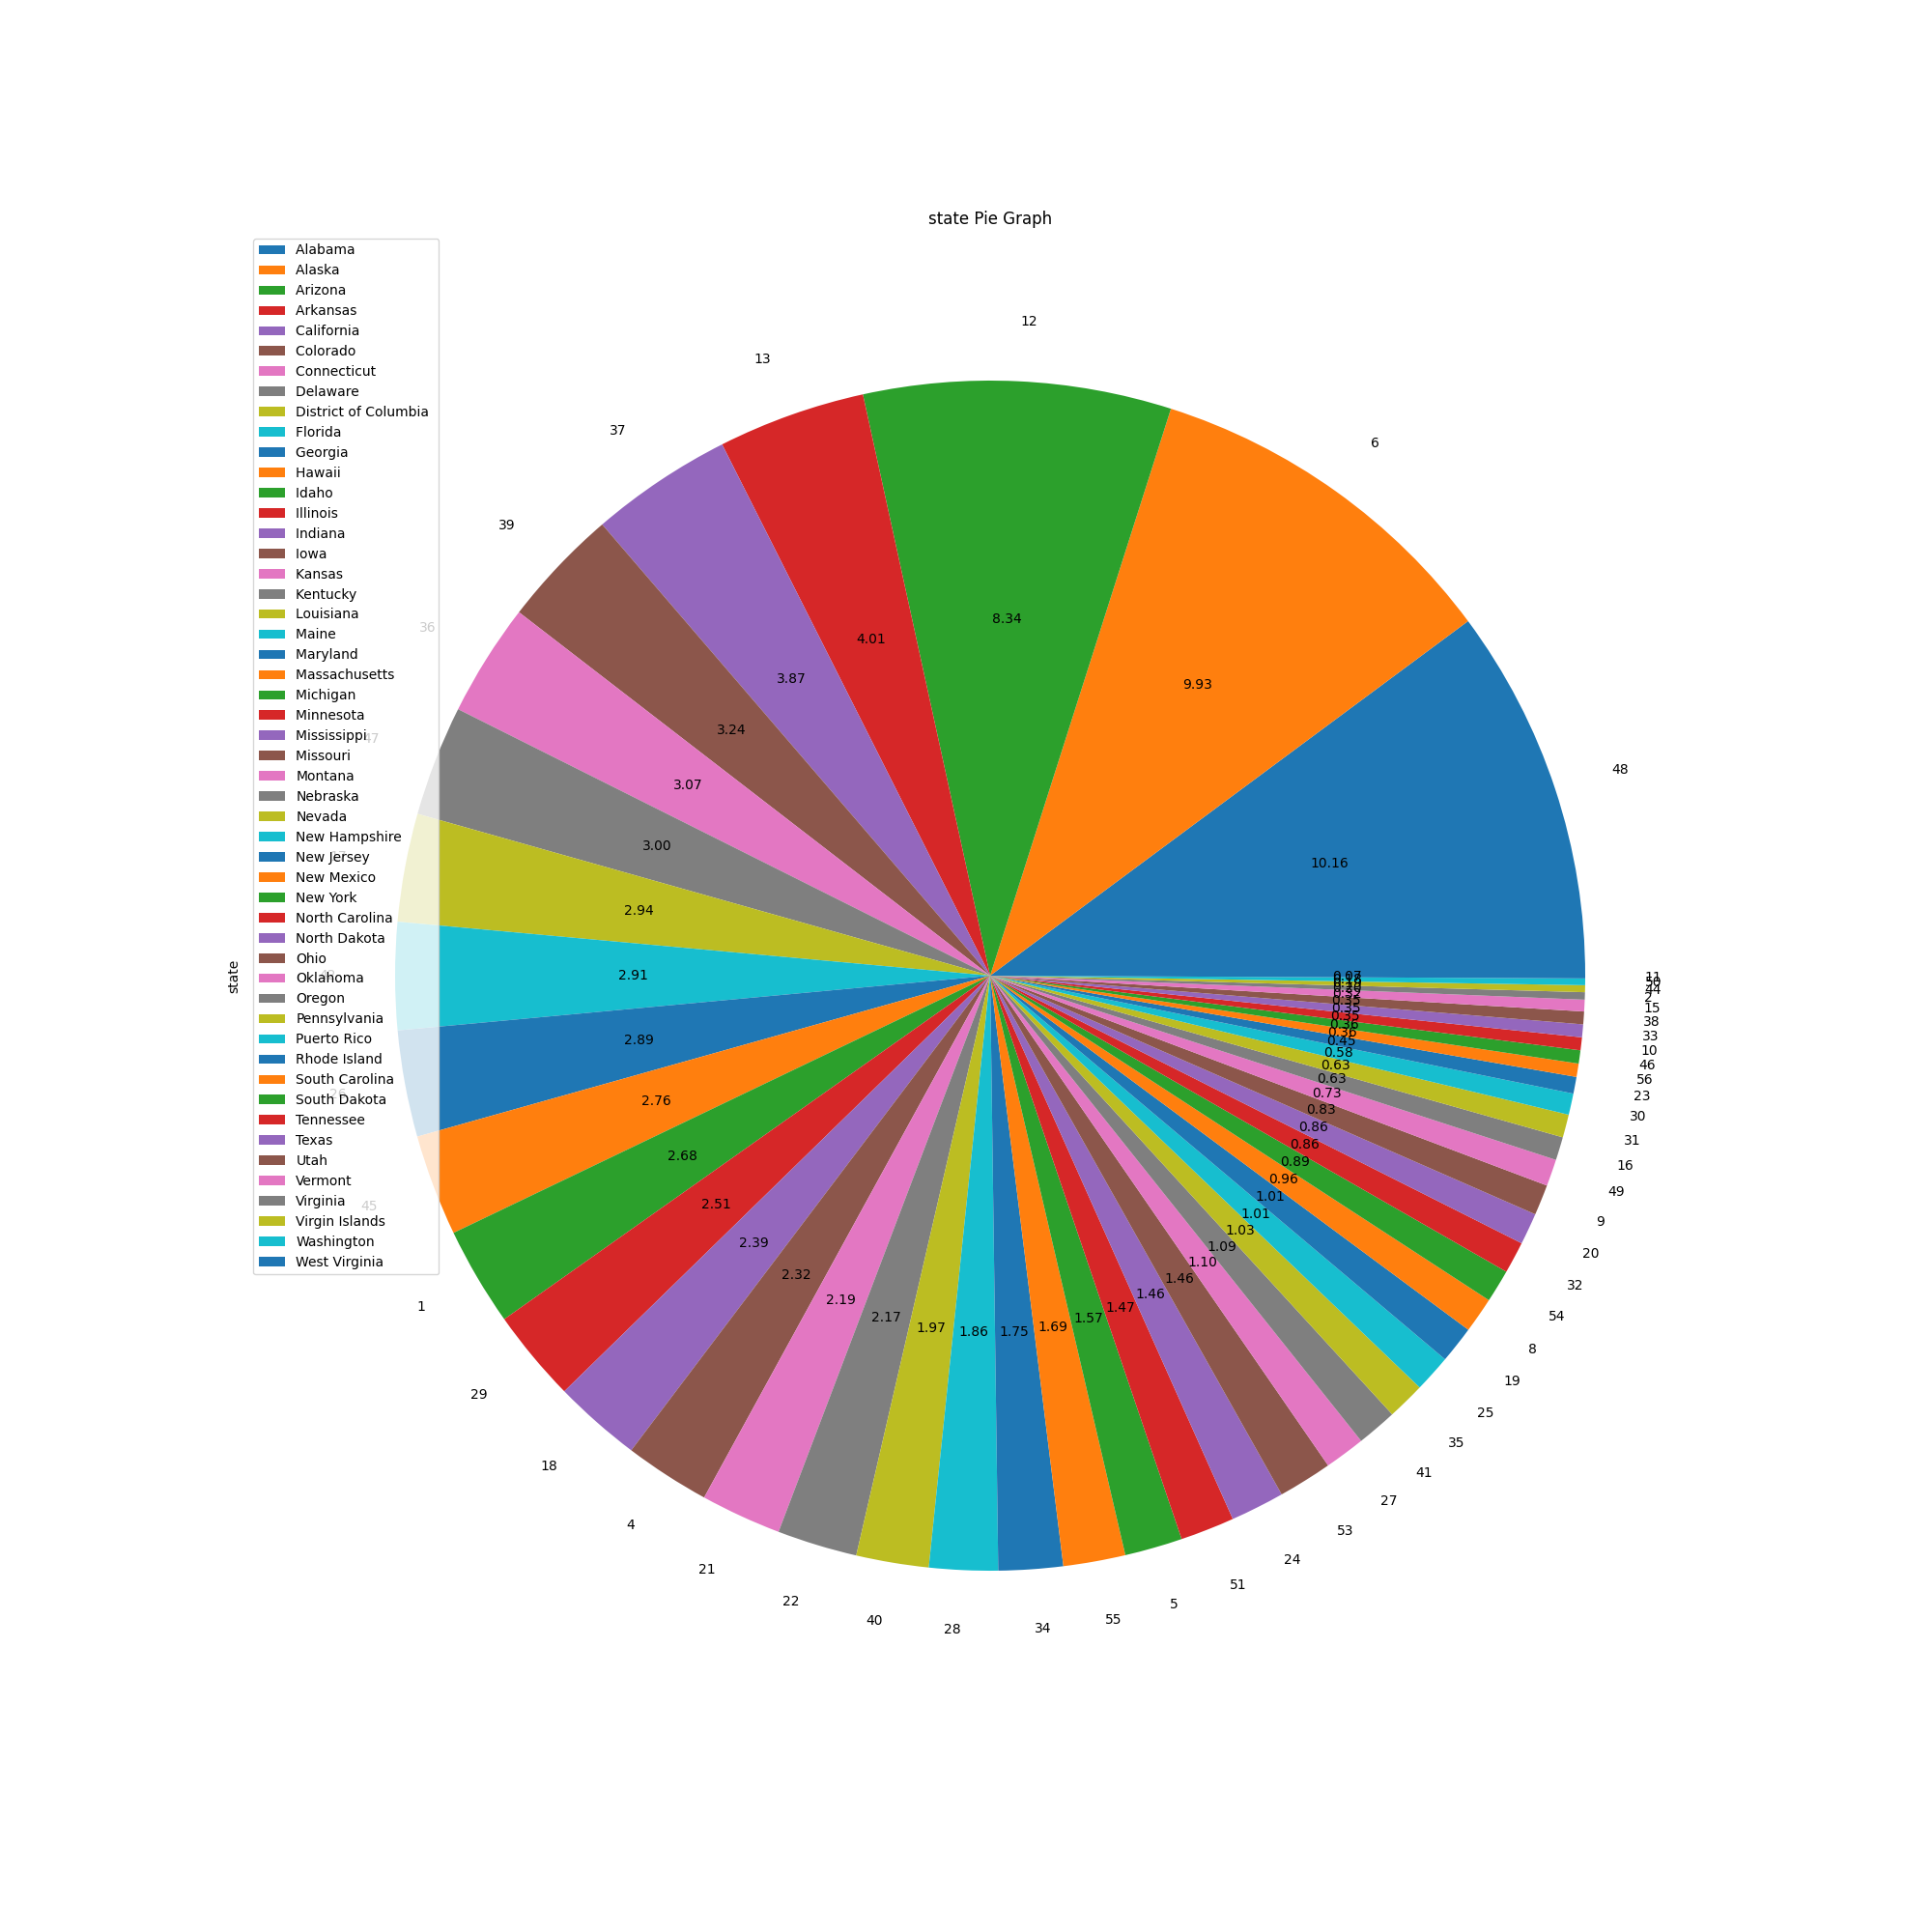 state Pie Graph
Alabama
Alaska
Arizona
Arkansas
California
Colorado
Connecticut
Delaware
District of Columbia
Florida
Georgia
Hawaii
Idaho
Illinois
Indiana
Iowa
Kansas
Kentucky
Louisiana
Maine
Maryland
Massachusetts
Michigan
Minnesota
Mississippi
Missouri
Montana
Nebraska
Nevada
New Hampshire
New Jersey
New Mexico
New York
North Carolina
North Dakota
Ohio
Oklahoma
Oregon
Pennsylvania
Puerto Rico
Rhode Island
South Carolina
South Dakota
Tennessee
Texas
Utah
Vermont
Virginia
Virgin Islands
Washington
West Virginia
state
48
6
12
13
37
39
36
47
45
1
29
18
4
21
22
40
28
34
55
5
51
24
53
27
41
35
25
19
8
54
32
20
9
49
16
31
30
23
56
46
10
33
38
15
2
44
11
10.16
9.93
8.34
4.01
3.87
3.24
3.07
3.00
2.94
2.91
2.89
2.76
2.68
2.51
2.39
2.32
2.19
2.17
1.97
1.86
1.75
1.69
1.57
1.47
1.46
1.46
1.10
1.09
1.03
1.01
1.01
0.96
0.89
0.86
0.86
0.83
0.73
0.63
0.63
0.58
0.45
0.36
0.36
0.35
0.35
0.35